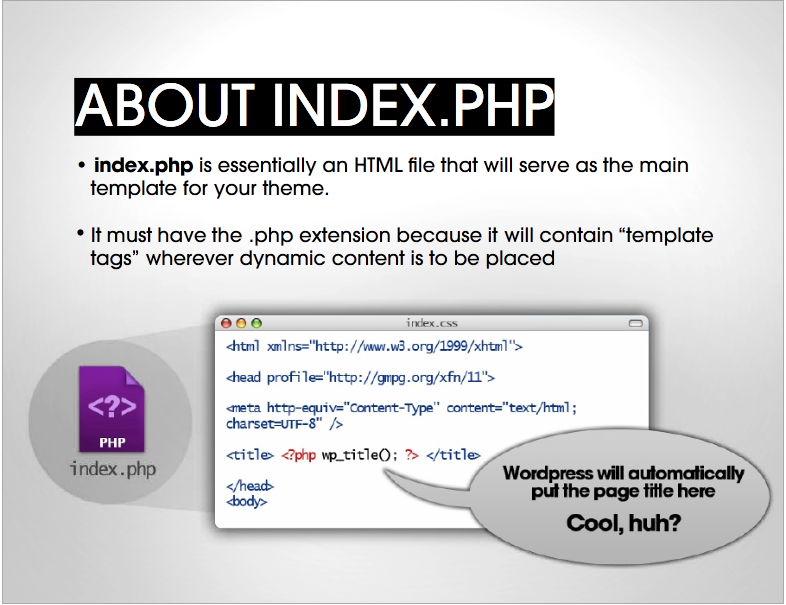 ABOUT INDEX.PHP
• index.php is essentially an HTML file that will serve as the main
template for your theme.
• It must have the .php extension because it will contain “template
tags” wherever dynamic content is to be placed
<?>
PHP
index.php
index.css
<html xmlns="http://www.w3.org/1999/xhtml">
<head profile="http://gmpg.org/xfn/11">
<meta http-equiv="Content-Type" content="text/html;
charset=UTF-8" />
<title> <?php wp_title(); ?> </title>
</head>
<body>
Wordpress will automatically
put the page title here
Cool, huh?